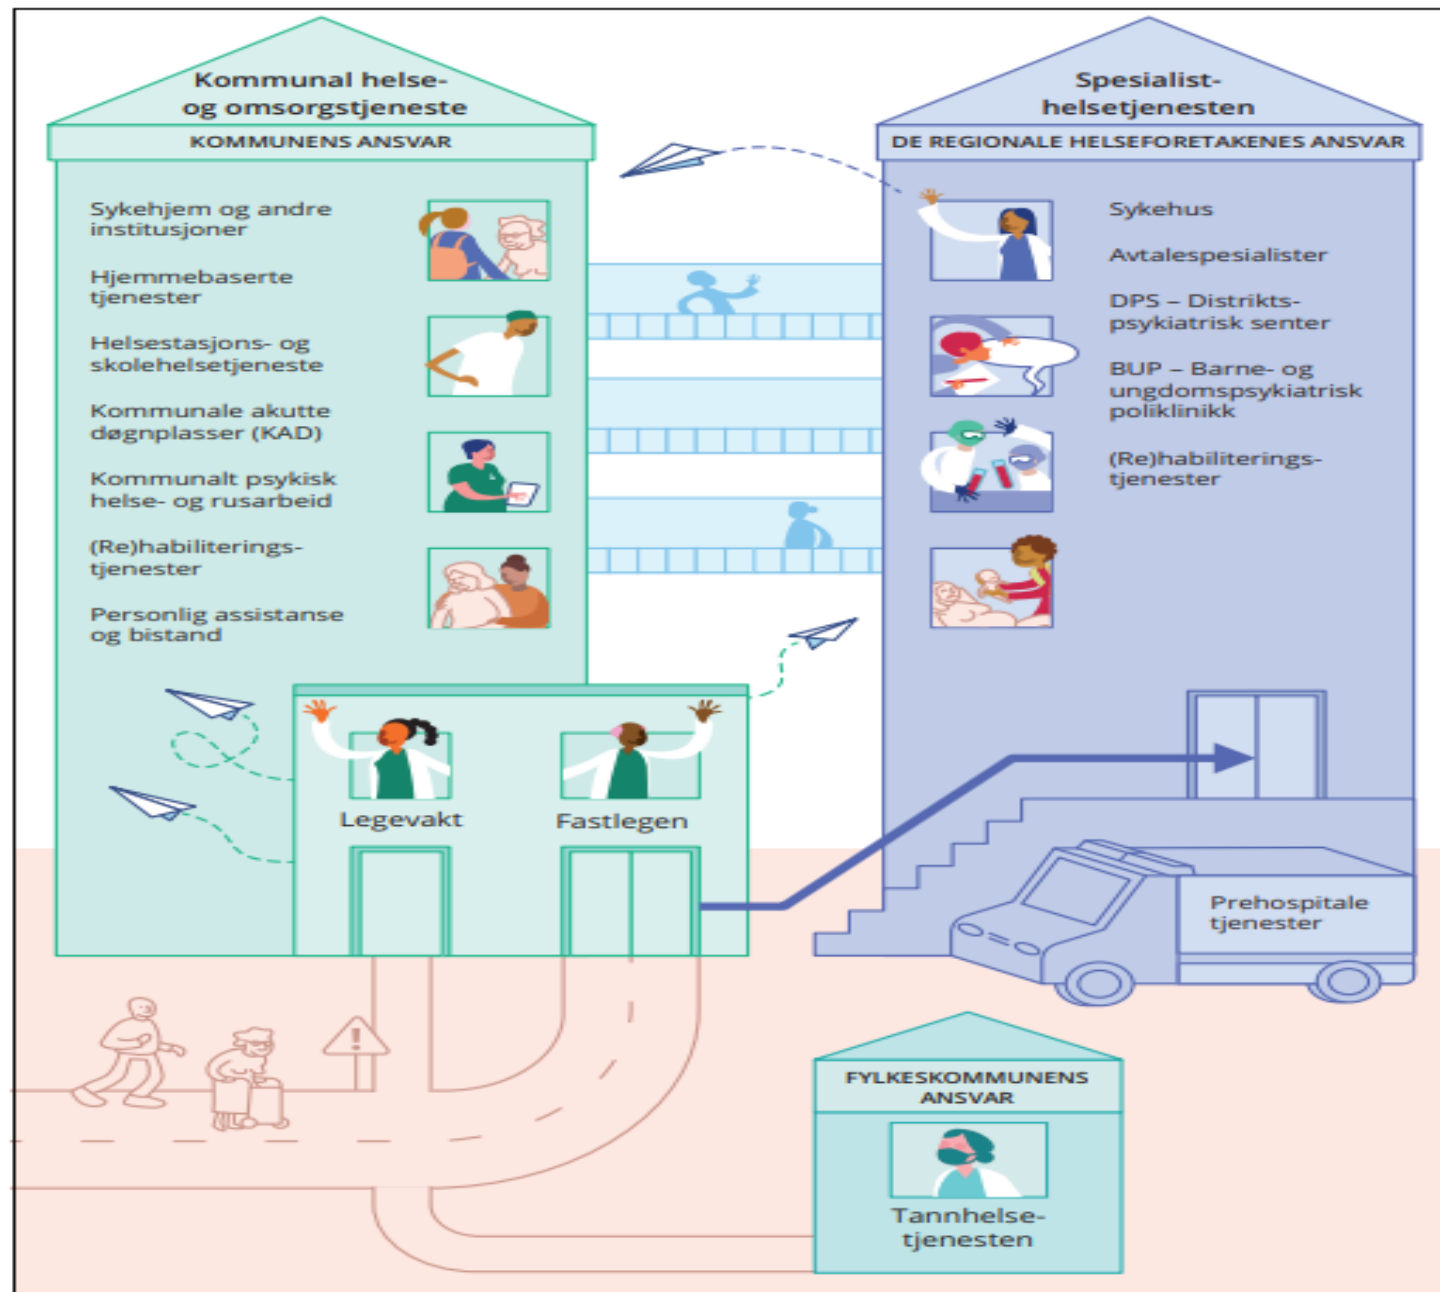 Kommunal helse-
og omsorgstjeneste
KOMMUNENS ANSVAR
Sykehjem og andre
institusjoner
Hjemmebaserte
tjenester
Helsestasjons- og
skolehelsetjeneste
Kommunale akutte
døgnplasser (KAD)
Kommunalt psykisk
helse- og rusarbeid
(Re)habiliterings-
tjenester
Personlig assistanse
og bistand
Legevakt
Fastlegen
Spesialist-
helsetjenesten
DE REGIONALE HELSEFORETAKENES ANSVAR
Sykehus
Avtalespesialister
DPS – Distrikts-
psykiatrisk senter
BUP – Barne- og
ungdomspsykiatrisk
poliklinikk
(Re)habiliterings-
tjenester
Prehospitale
tjenester
!
FYLKESKOMMUNENS
ANSVAR
Tannhelse-
tjenesten